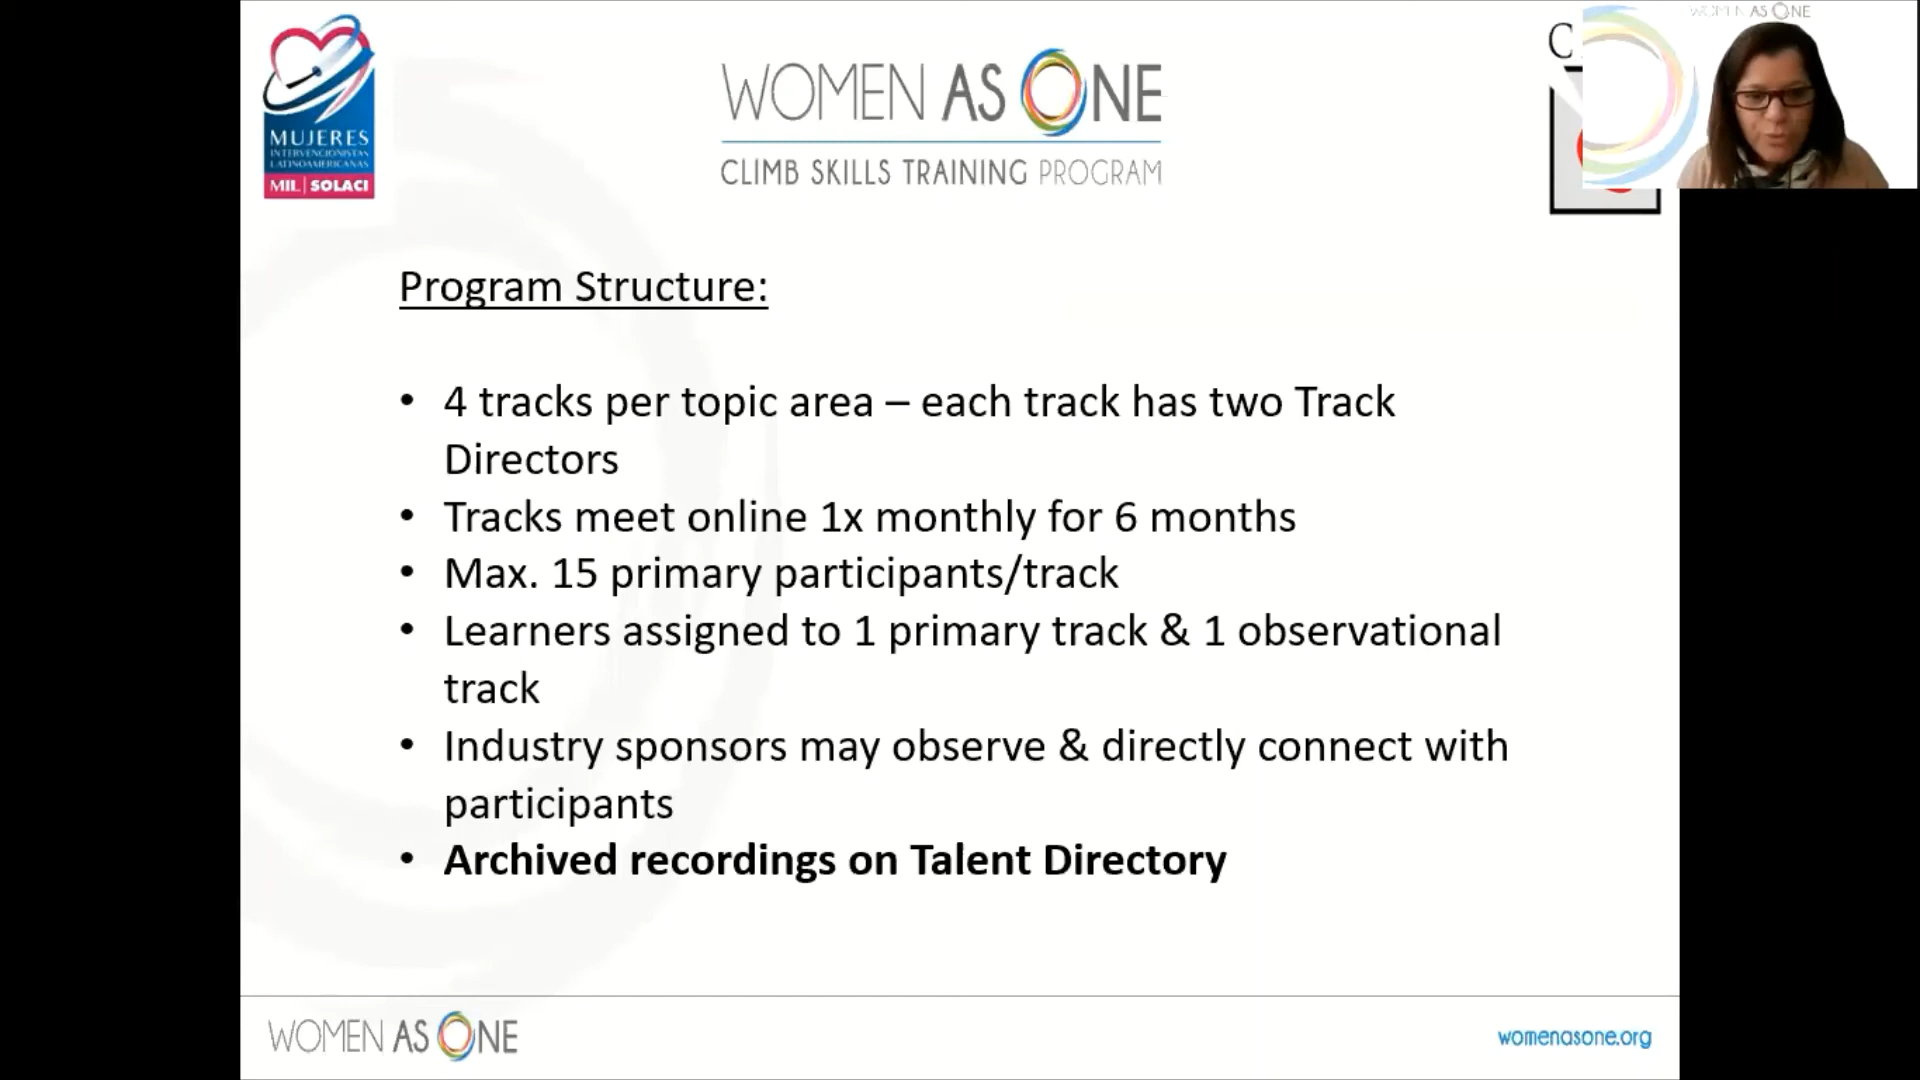 MUJERES
INTERVENCIONISTAS
LATINOAMERICANAS
MIL | SOLACI
WOMEN AS ONE
CLIMB SKILLS TRAINING PROGRAM
C
WOMEN AS ONE
Program Structure:
• 4 tracks per topic area – each track has two Track
Directors
• Tracks meet online 1x monthly for 6 months
• Max. 15 primary participants/track
• Learners assigned to 1 primary track & 1 observational
track
• Industry sponsors may observe & directly connect with
participants
• Archived recordings on Talent Directory
WOMEN AS ONE
womenasone.org